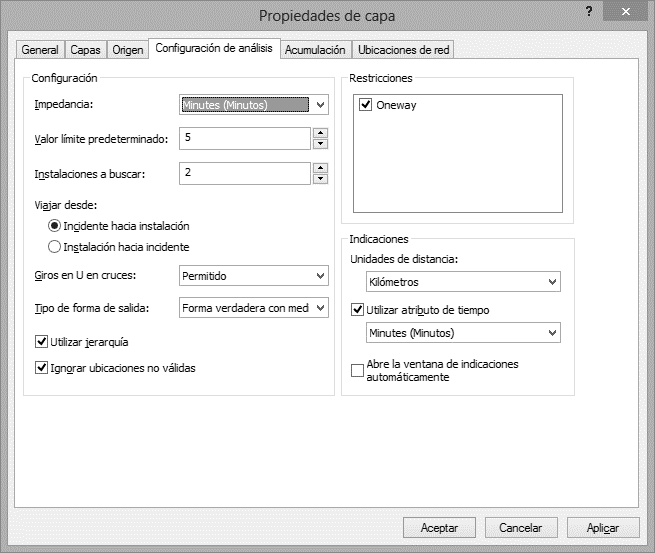 Propiedades de capa
?
General
Capas
Origen
Configuración de análisis
Acumulación
Ubicaciones de red
Configuración
Impedancia:
Minutes (Minutos)
Valor límite predeterminado:
5
Instalaciones a buscar:
2
Viajar desde:
Incidente hacia instalación
Instalación hacia incidente
Giros en U en cruces:
Permitido
Tipo de forma de salida:
Forma verdadera con med
Utilizar jerarquía
Ignorar ubicaciones no válidas
Restricciones
Oneway
Indicaciones
Unidades de distancia:
Kilómetros
Utilizar atributo de tiempo
Minutes (Minutos)
Abre la ventana de indicaciones
automáticamente
Aceptar
Cancelar
Aplicar